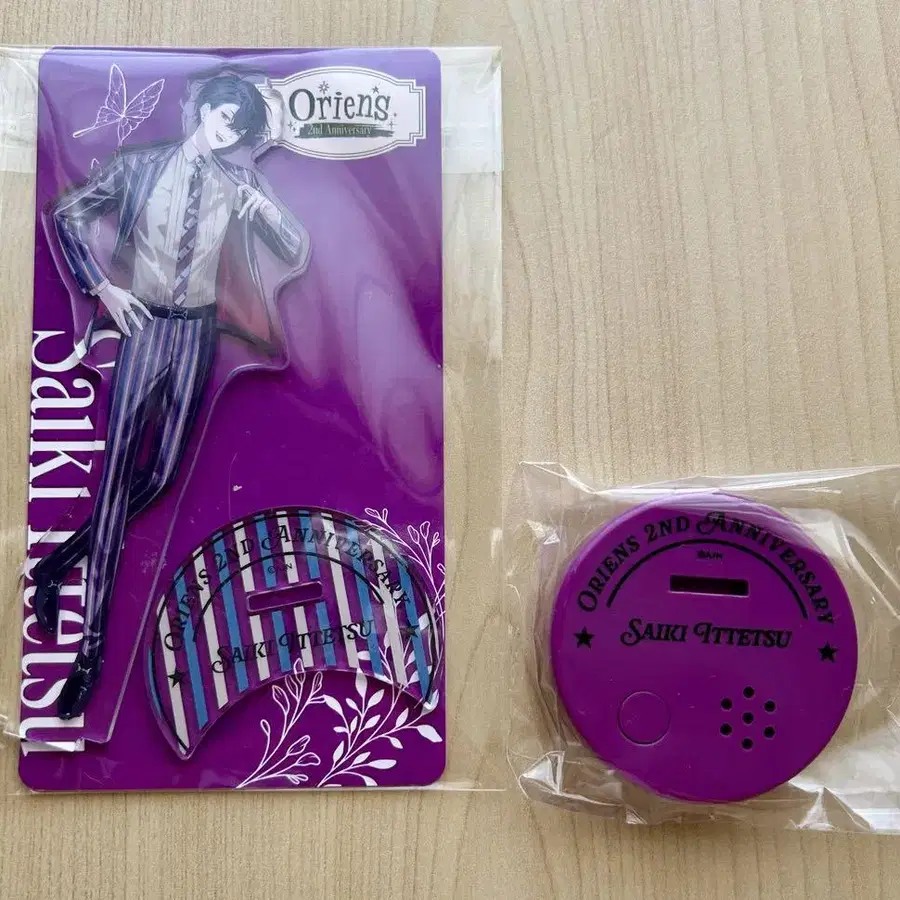 Oriens
2nd Anniversary
Saiki Ittetsu
ORIENS 2ND ANNIVERSARY
SAIKI ITTETSU
ORIENS 2ND ANNIVERSARY
SAIKI ITTETSU